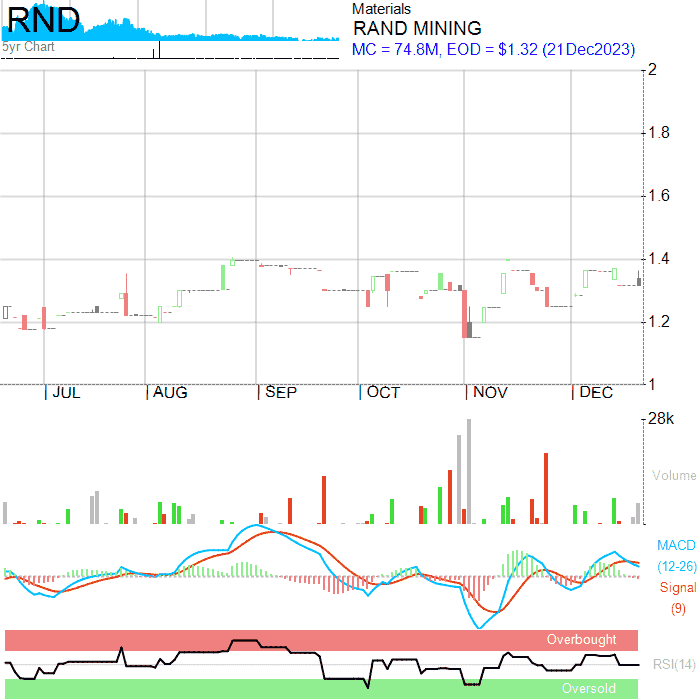 RND
5yr Chart
Materials
RAND MINING
MC = 74.8M, EOD = $1.32 (21Dec2023)
2
1.8
1.6
1.4
1.2
1
JUL AUG SEP OCT NOV DEC
28k
Volume
MACD
(12-26)
Signal
(9)
Overbought
RSI(14)
Oversold